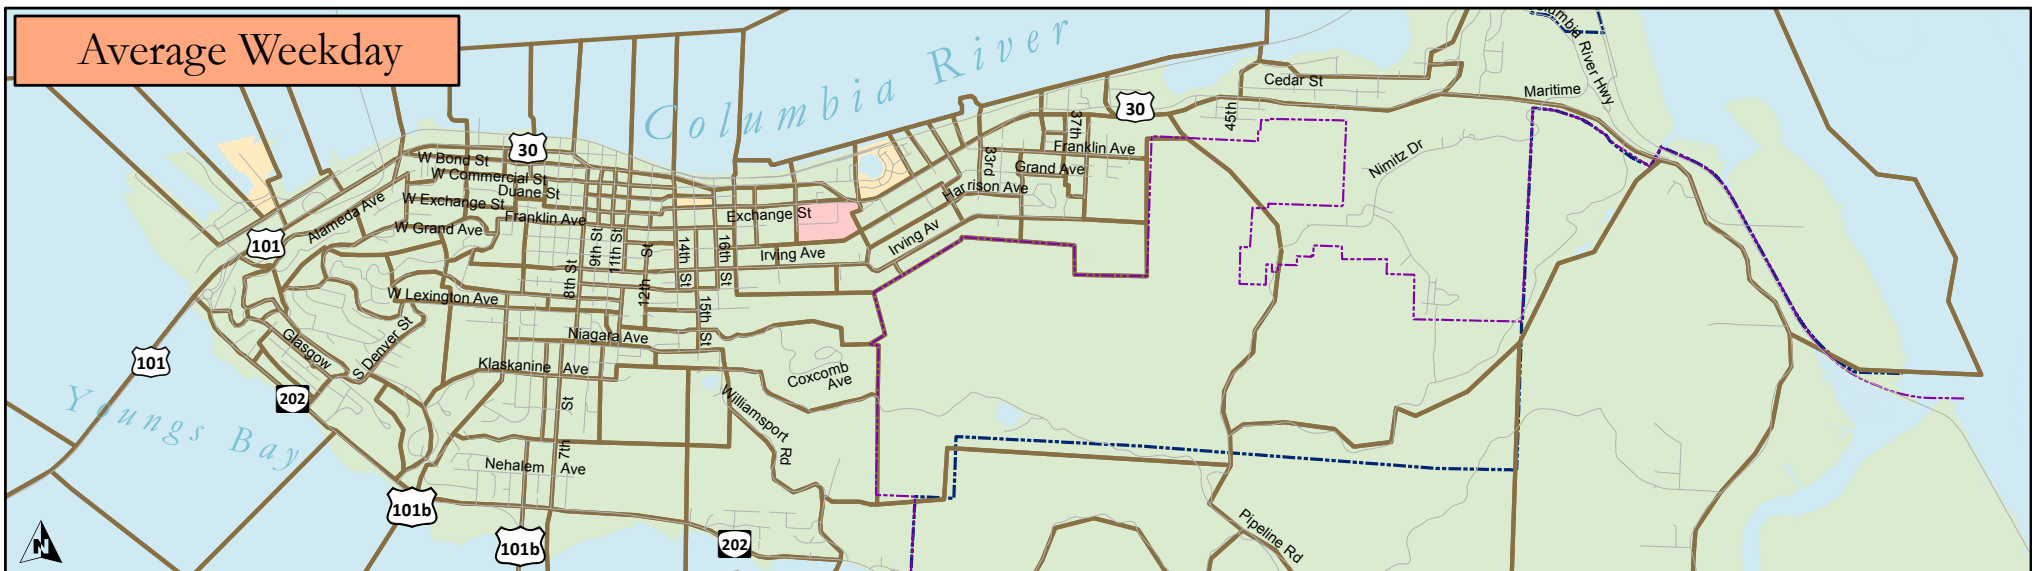 Average Weekday
Columbia River
Columbia River Hwy
Cedar St
Maritime
30
45th
37th
30
Franklin Ave
Nimitz Dr
33rd
Grand Ave
Harrison Ave
W Bond St
W Commercial St
Duane St
W Exchange St
Franklin Ave
Exchange St
Alameda Ave
W Grand Ave
101
Irving Av
Irving Ave
9th St
11th St
12th St
14th St
16th St
8th St
15th St
W Lexington Ave
Niagara Ave
Glasgow
S Denver St
101
Klaskanine Ave
Coxcomb
Ave
202
Youngs Bay
Williamsport Rd
7th St
Nehalem Ave
101b
101b
202
Pipeline Rd
N